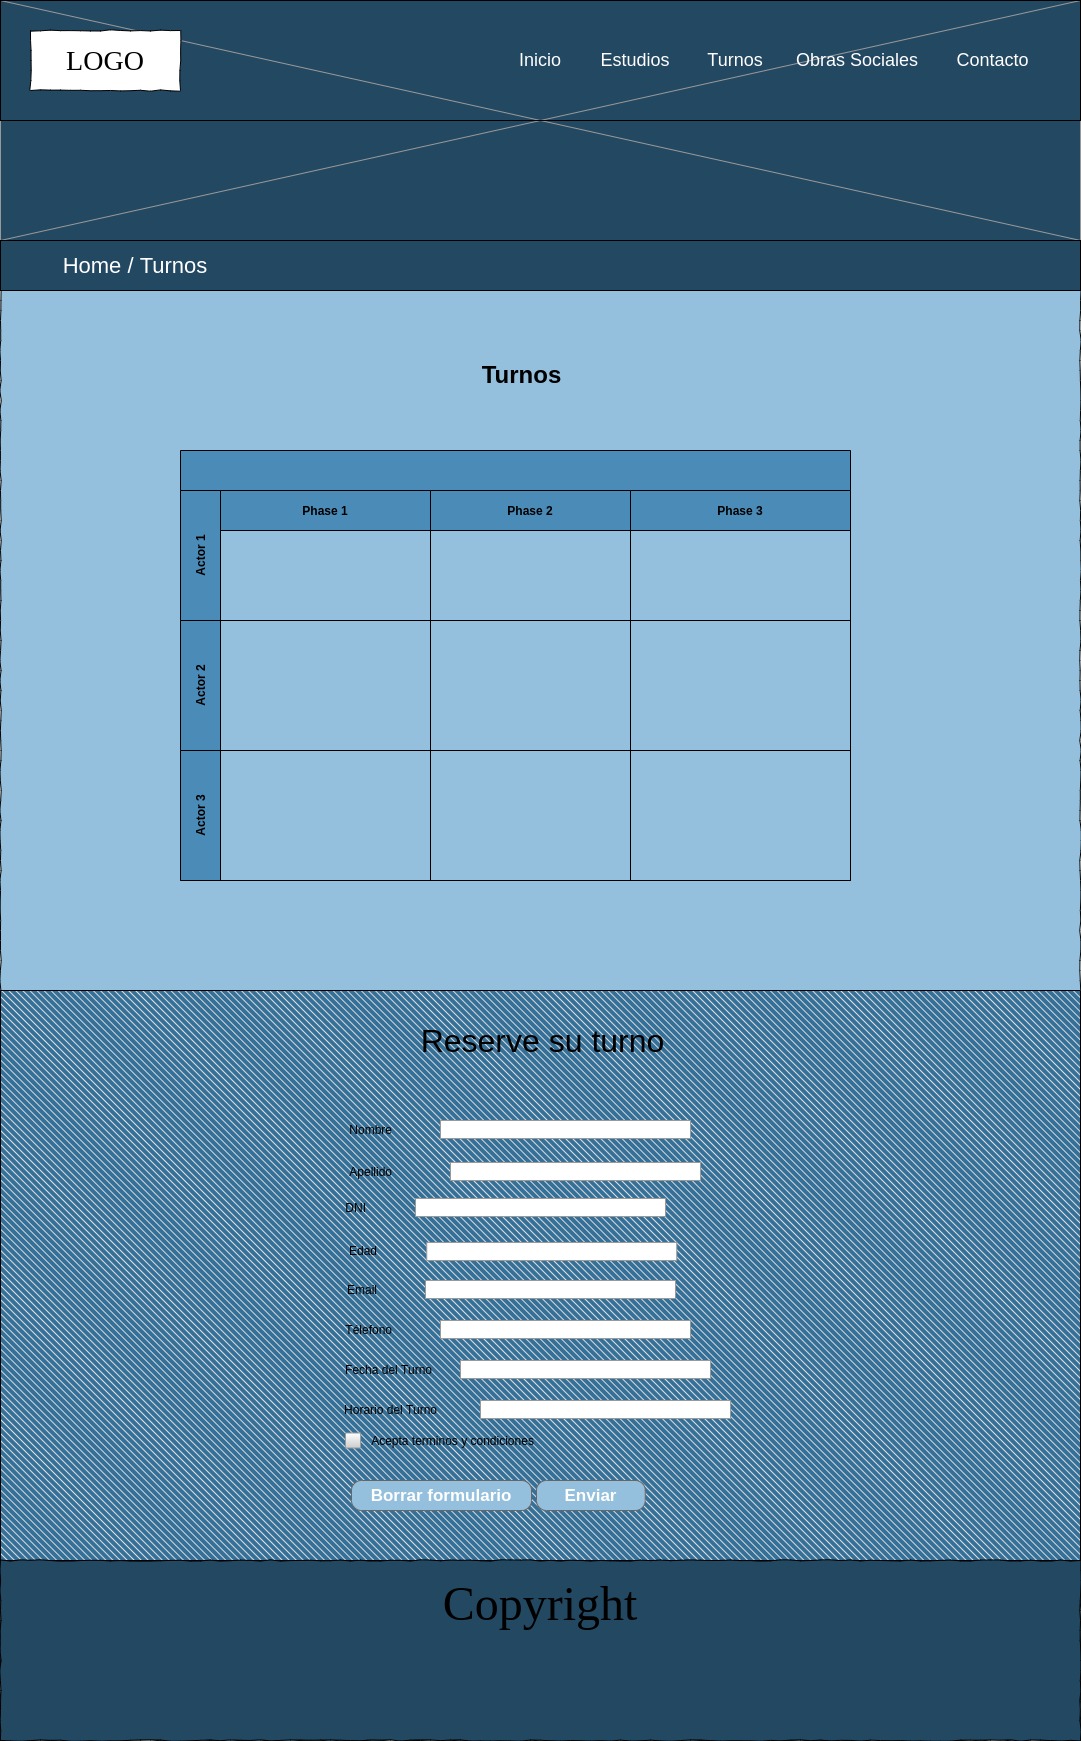 LOGO
Inicio Estudios Turnos Obras Sociales Contacto
Home / Turnos
Turnos
Phase 1 Phase 2 Phase 3
Actor 1
Actor 2
Actor 3
Reserve su turno
Nombre
Apellido
DNI
Edad
Email
Telefono
Fecha del Turno
Horario del Turno
Acepta terminos y condiciones
Borrar formulario Enviar
Copyright